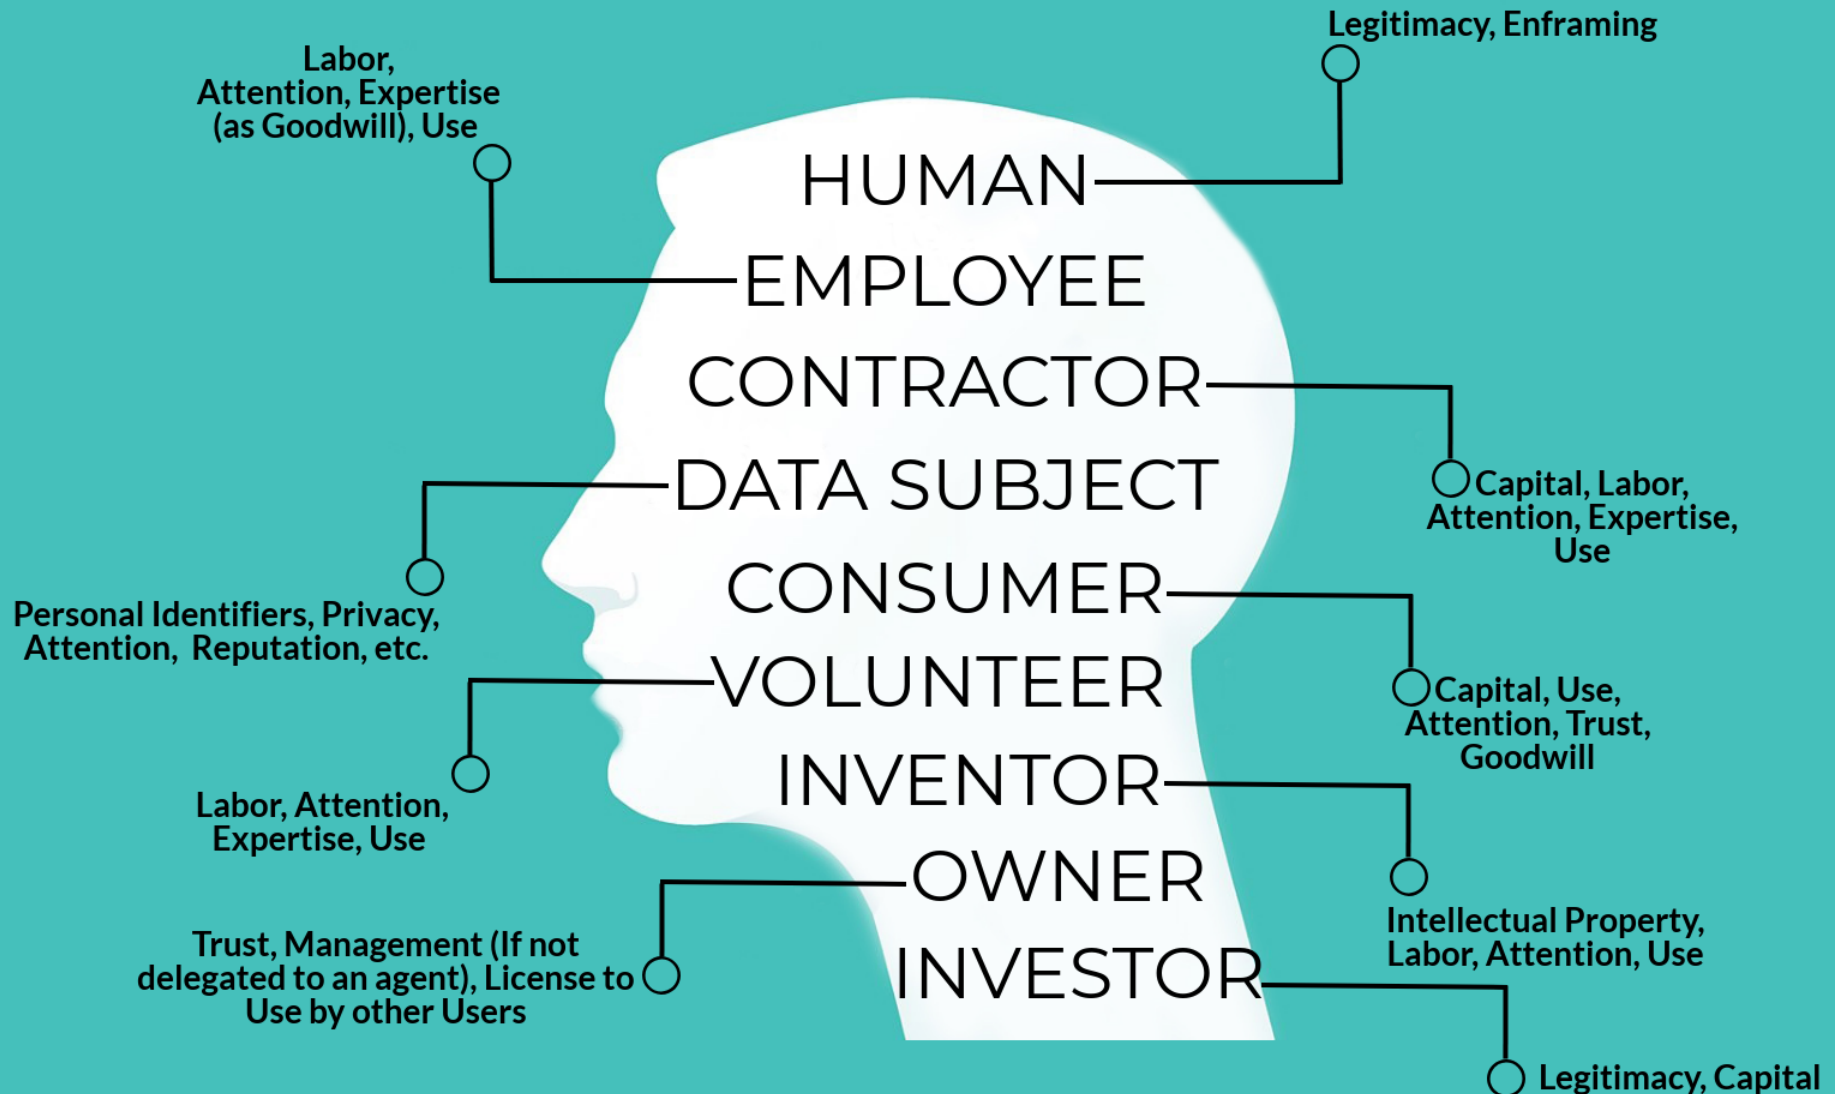 Legitimacy, Enframing
Labor,
Attention, Expertise
(as Goodwill), Use
HUMAN
EMPLOYEE
CONTRACTOR
DATA SUBJECT
Capital, Labor,
Attention, Expertise,
Use
CONSUMER
Personal Identifiers, Privacy,
Attention, Reputation, etc.
VOLUNTEER
Capital, Use,
Attention, Trust,
Goodwill
INVENTOR
Labor, Attention,
Expertise, Use
OWNER
Intellectual Property,
Labor, Attention, Use
Trust, Management (If not
delegated to an agent), License to
Use by other Users
INVESTOR
Legitimacy, Capital